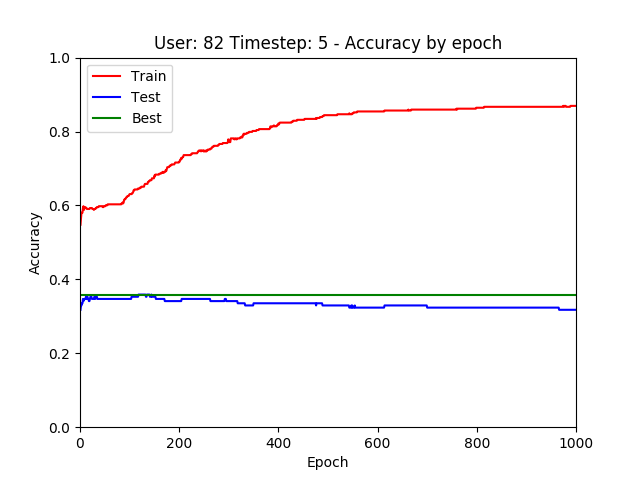 User: 82 Timestep: 5 - Accuracy by epoch
1.0
0.8
0.6
0.4
0.2
0.0
Accuracy
Train
Test
Best
0 200 400 600 800 1000
Epoch